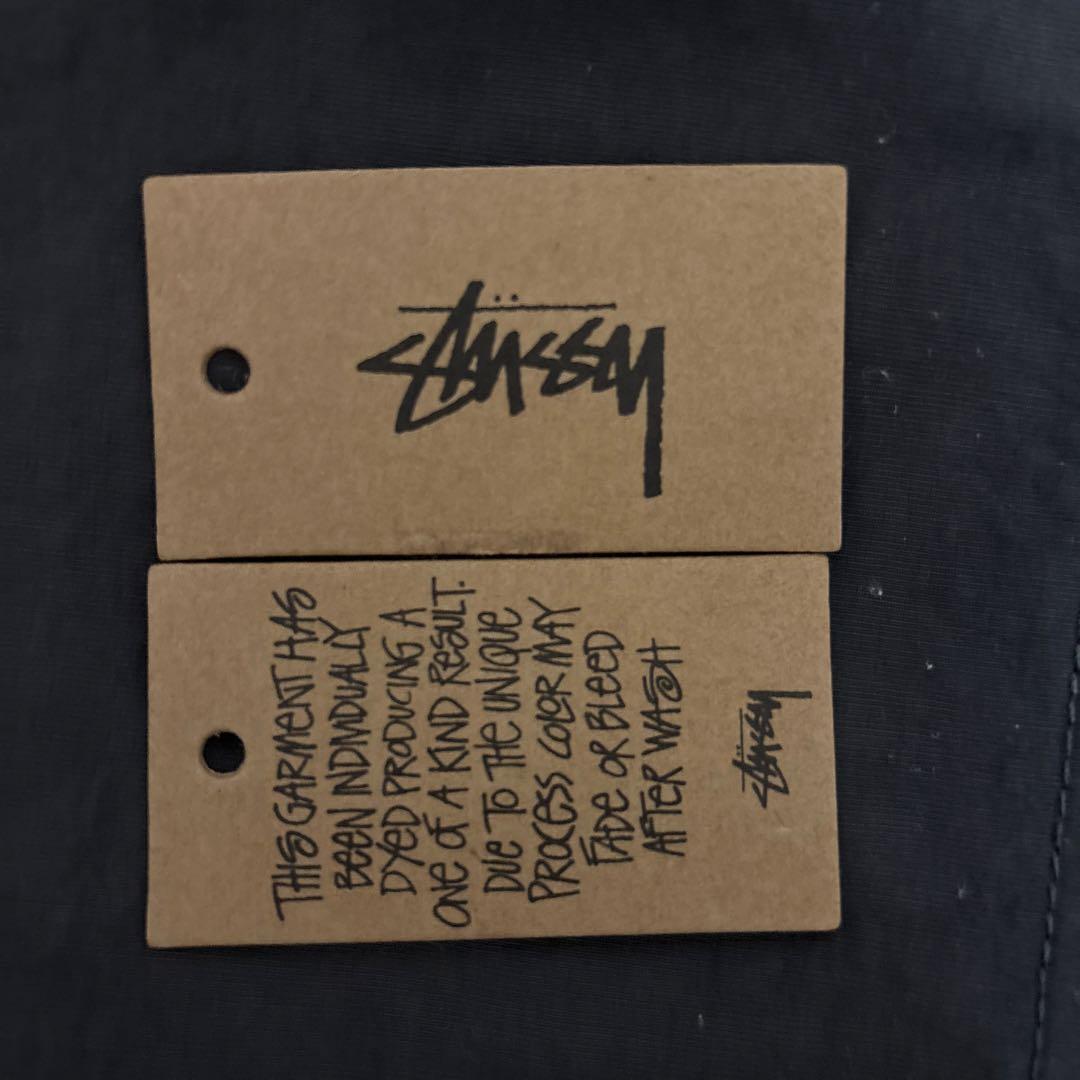 Stüssy
THIS GARMENT HAS
BEEN INDIVIDUALLY
DYED PRODUCING A
ONE OF A KIND RESULT.
DUE TO THE UNIQUE
PROCESS COLOR MAY
FADE OR BLEED
AFTER WASH
Stüssy